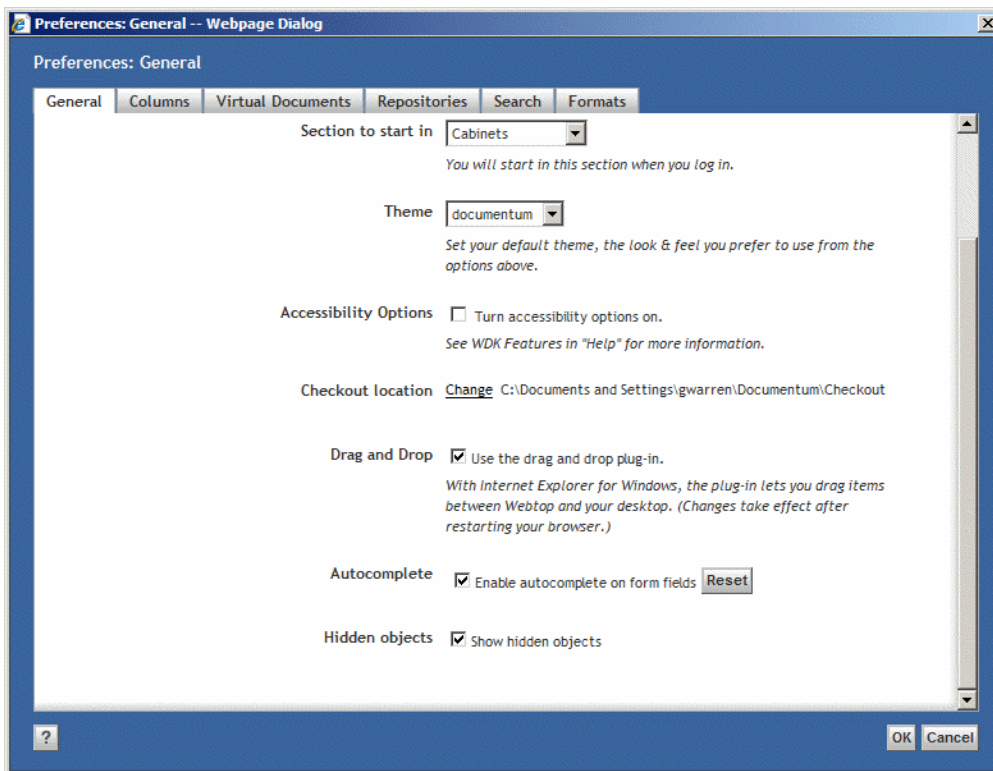 Preferences: General -- Webpage Dialog
Preferences: General
General Columns Virtual Documents Repositories Search Formats
Section to start in Cabinets
You will start in this section when you log in.
Theme documentum
Set your default theme, the look & feel you prefer to use from the
options above.
Accessibility Options Turn accessibility options on.
See WDK Features in "Help" for more information.
Checkout location Change C:\Documents and Settings\gwarren\Documentum\Checkout
Drag and Drop Use the drag and drop plug-in.
With Internet Explorer for Windows, the plug-in lets you drag items
between Webtop and your desktop. (Changes take effect after
restarting your browser.)
Autocomplete Enable autocomplete on form fields Reset
Hidden objects Show hidden objects
? OK Cancel